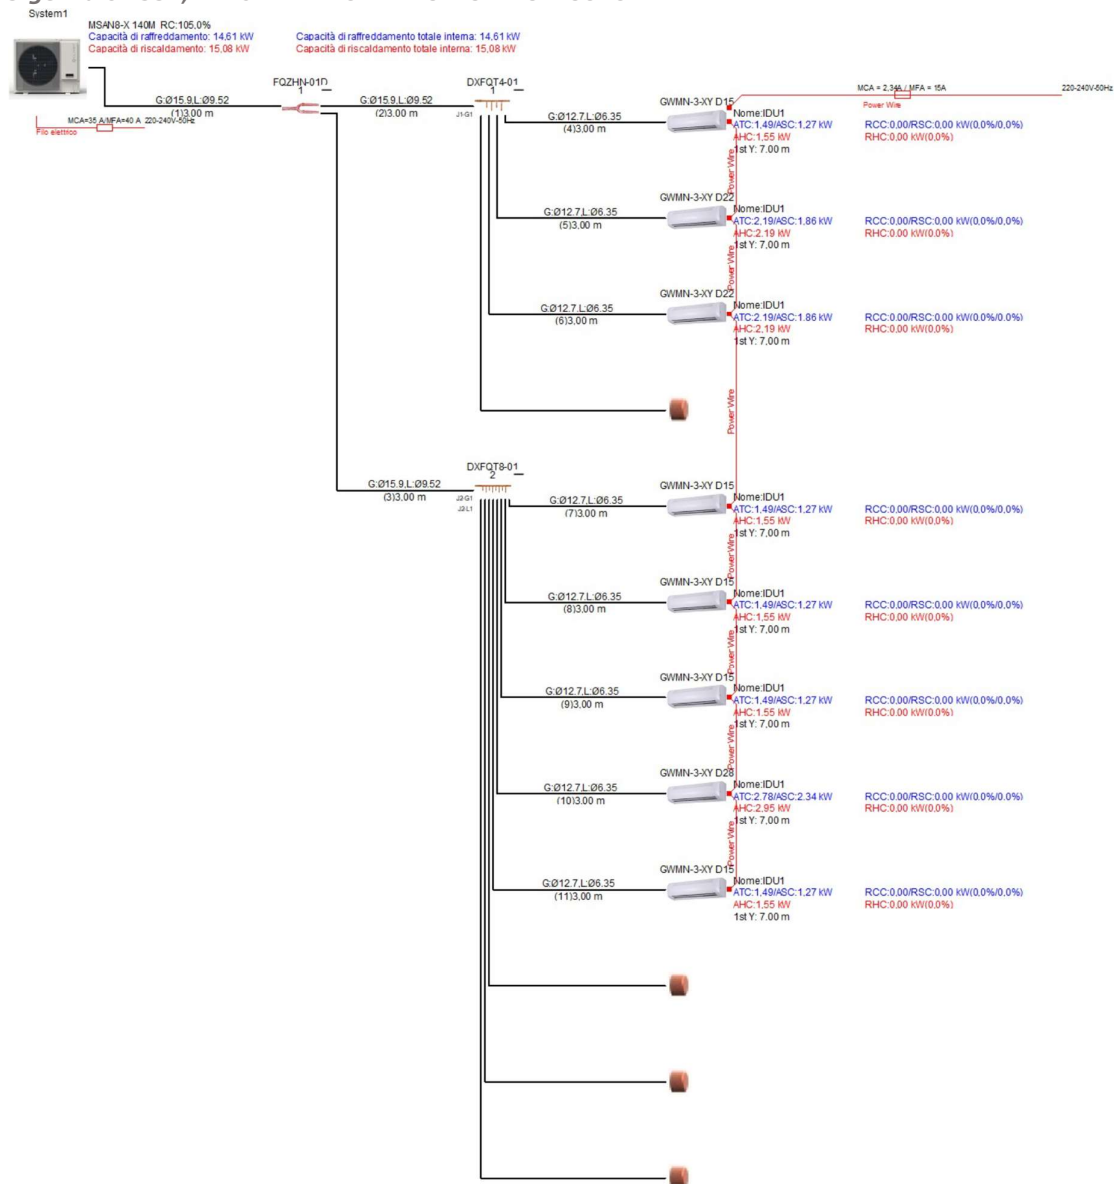 System1
MSAN8-X 140M RC:105,0%
Capacità di raffreddamento: 14,61 kW
Capacità di raffreddamento totale interna: 14,61 kW
Capacità di riscaldamento: 15,08 kW
Capacità di riscaldamento totale interna: 15,08 kW
FQZHN-01D
1
DXFQT4-01
1
G:Ø15.9,L:Ø9.52
(1)3,00 m
G:Ø15.9,L:Ø9.52
(2)3,00 m
J1-G1
MCA=35 A/MFA=40 A 220-240V-50Hz
Filo elettrico
MCA = 2,34A / MFA = 15A
220-240V-50Hz
Power Wire
GWMN-3-XY D15
G:Ø12.7,L:Ø6.35
(4)3,00 m
Nome:IDU1
ATC:1,49/ASC:1,27 kW
RCC:0,00/RSC:0,00 kW(0,0%/0,0%)
AHC:1,55 kW
RHC:0,00 kW(0,0%)
1st Y: 7,00 m
Power Wire
GWMN-3-XY D22
G:Ø12.7,L:Ø6.35
(5)3,00 m
Nome:IDU1
ATC:2,19/ASC:1,86 kW
RCC:0,00/RSC:0,00 kW(0,0%/0,0%)
AHC:2,19 kW
RHC:0,00 kW(0,0%)
1st Y: 7,00 m
Power Wire
GWMN-3-XY D22
G:Ø12.7,L:Ø6.35
(6)3,00 m
Nome:IDU1
ATC:2,19/ASC:1,86 kW
RCC:0,00/RSC:0,00 kW(0,0%/0,0%)
AHC:2,19 kW
RHC:0,00 kW(0,0%)
1st Y: 7,00 m
Power Wire
DXFQT8-01
2
G:Ø15.9,L:Ø9.52
(3)3,00 m
J2-G1
J2-L1
GWMN-3-XY D15
G:Ø12.7,L:Ø6.35
(7)3,00 m
Nome:IDU1
ATC:1,49/ASC:1,27 kW
RCC:0,00/RSC:0,00 kW(0,0%/0,0%)
AHC:1,55 kW
RHC:0,00 kW(0,0%)
1st Y: 7,00 m
Power Wire
GWMN-3-XY D15
G:Ø12.7,L:Ø6.35
(8)3,00 m
Nome:IDU1
ATC:1,49/ASC:1,27 kW
RCC:0,00/RSC:0,00 kW(0,0%/0,0%)
AHC:1,55 kW
RHC:0,00 kW(0,0%)
1st Y: 7,00 m
Power Wire
GWMN-3-XY D15
G:Ø12.7,L:Ø6.35
(9)3,00 m
Nome:IDU1
ATC:1,49/ASC:1,27 kW
RCC:0,00/RSC:0,00 kW(0,0%/0,0%)
AHC:1,55 kW
RHC:0,00 kW(0,0%)
1st Y: 7,00 m
Power Wire
GWMN-3-XY D28
G:Ø12.7,L:Ø6.35
(10)3,00 m
Nome:IDU1
ATC:2,78/ASC:2,34 kW
RCC:0,00/RSC:0,00 kW(0,0%/0,0%)
AHC:2,95 kW
RHC:0,00 kW(0,0%)
1st Y: 7,00 m
Power Wire
GWMN-3-XY D15
G:Ø12.7,L:Ø6.35
(11)3,00 m
Nome:IDU1
ATC:1,49/ASC:1,27 kW
RCC:0,00/RSC:0,00 kW(0,0%/0,0%)
AHC:1,55 kW
RHC:0,00 kW(0,0%)
1st Y: 7,00 m